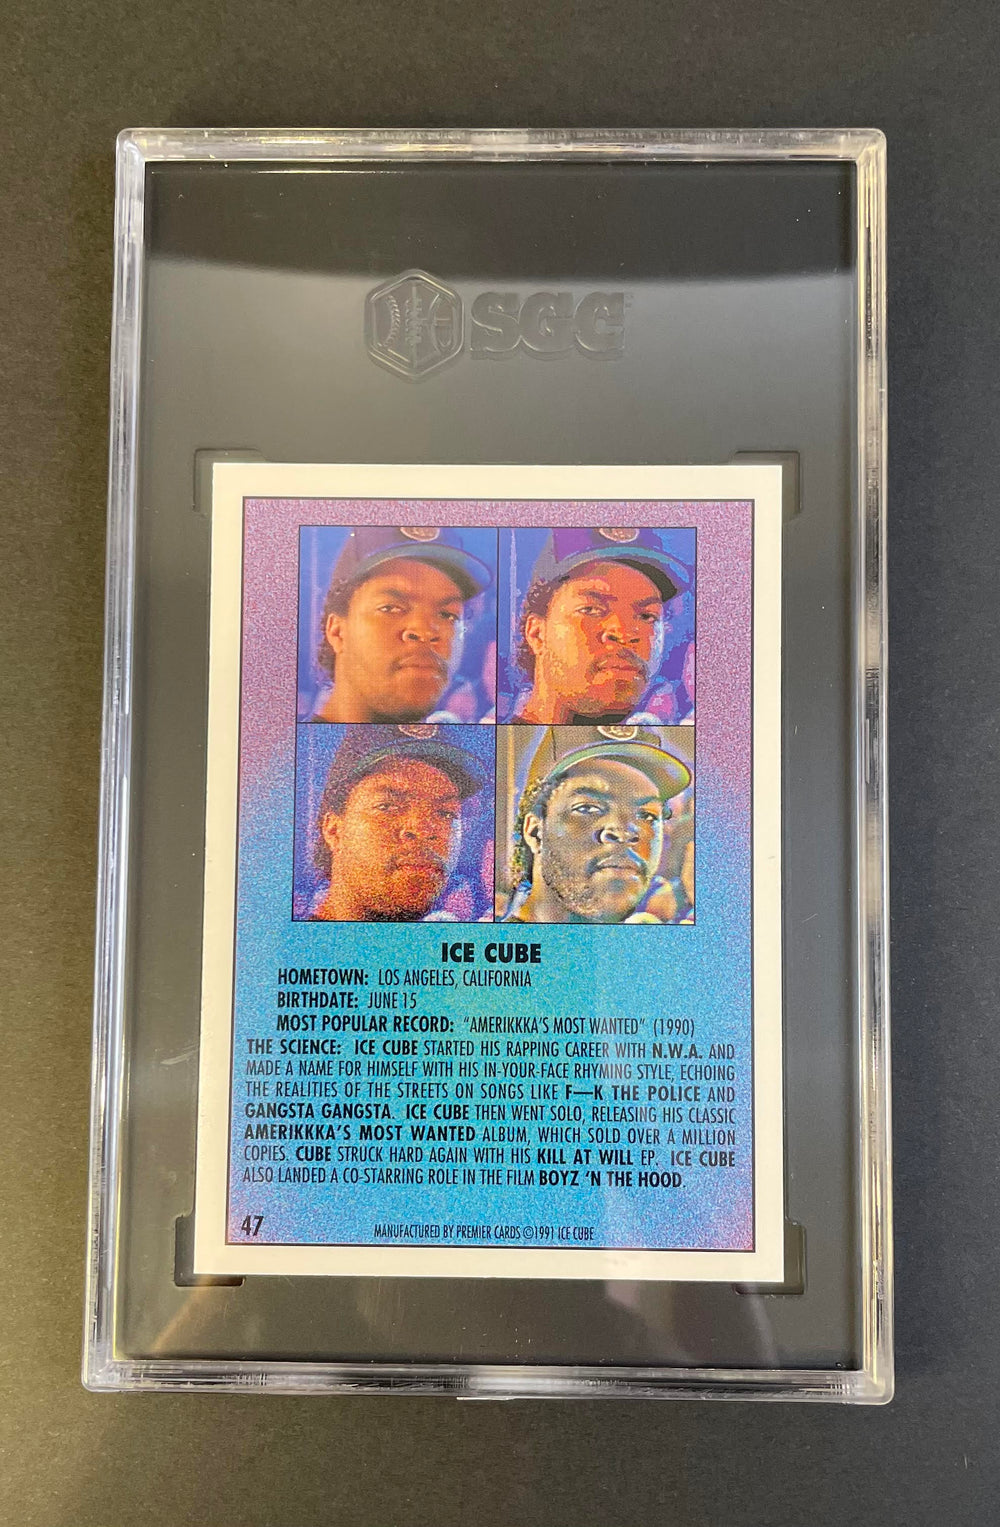 SGC
ICE CUBE
HOMETOWN: LOS ANGELES, CALIFORNIA
BIRTHDATE: JUNE 15
MOST POPULAR RECORD: "AMERIKKKA'S MOST WANTED" (1990)
THE SCIENCE: ICE CUBE STARTED HIS RAPPING CAREER WITH N.W.A. AND
MADE A NAME FOR HIMSELF WITH HIS IN-YOUR-FACE RHYMING STYLE, ECHOING
THE REALITIES OF THE STREETS ON SONGS LIKE F—K THE POLICE AND
GANGSTA GANGSTA. ICE CUBE THEN WENT SOLO, RELEASING HIS CLASSIC
AMERIKKKA'S MOST WANTED ALBUM, WHICH SOLD OVER A MILLION
COPIES. CUBE STRUCK HARD AGAIN WITH HIS KILL AT WILL EP. ICE CUBE
ALSO LANDED A CO-STARRING ROLE IN THE FILM BOYZ 'N THE HOOD.
47
MANUFACTURED BY PREMIER CARDS ©1991 ICE CUBE